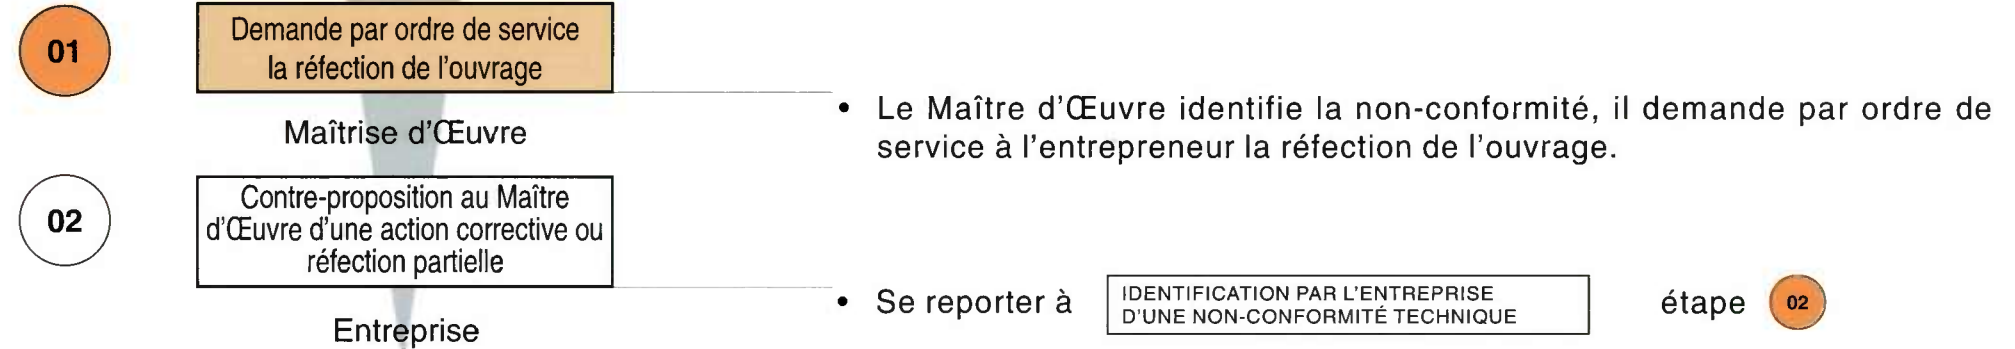 01
Demande par ordre de service
la réfection de l'ouvrage
Maîtrise d'Œuvre
• Le Maître d'Œuvre identifie la non-conformité, il demande par ordre de
service à l'entrepreneur la réfection de l'ouvrage.
02
Contre-proposition au Maître
d'Œuvre d'une action corrective ou
réfection partielle
Entreprise
• Se reporter à
IDENTIFICATION PAR L'ENTREPRISE
D'UNE NON-CONFORMITÉ TECHNIQUE
étape 02